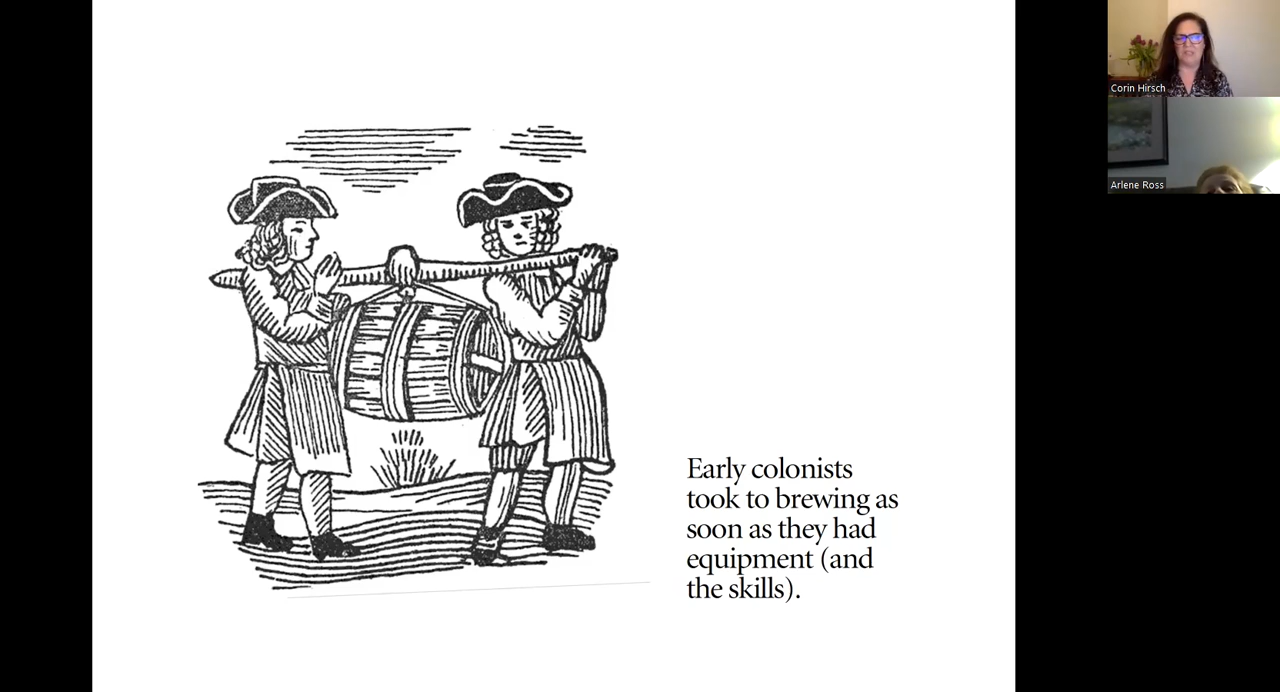 Early colonists
took to brewing as
soon as they had
equipment (and
the skills).
Corin Hirsch
Arlene Ross